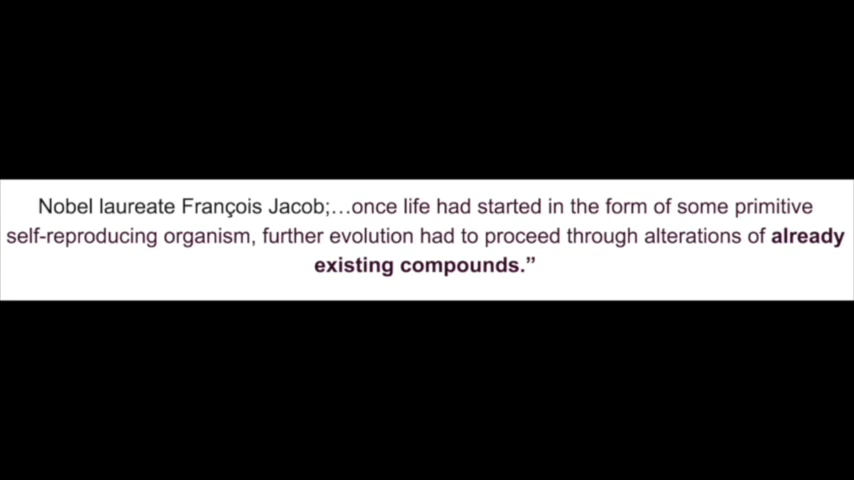 Nobel laureate François Jacob;…once life had started in the form of some primitive
self-reproducing organism, further evolution had to proceed through alterations of already
existing compounds.”